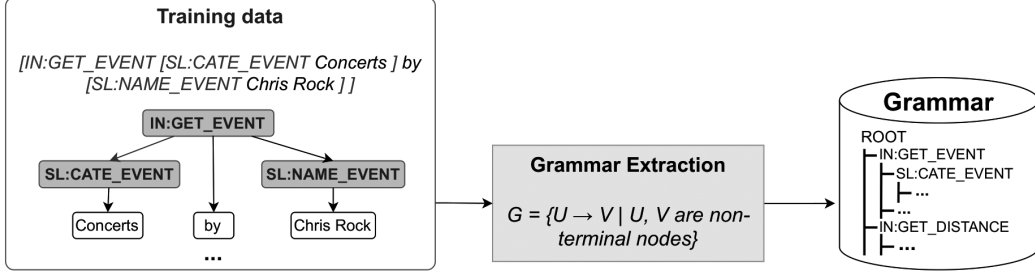 Training data
[IN:GET_EVENT [SL:CATE_EVENT Concerts ] by
[SL:NAME_EVENT Chris Rock ] ]
IN:GET_EVENT
SL:CATE_EVENT
SL:NAME_EVENT
Concerts
by
Chris Rock
...
Grammar Extraction
G = {U → V | U, V are non-
terminal nodes}
Grammar
ROOT
IN:GET_EVENT
SL:CATE_EVENT
...
...
IN:GET_DISTANCE
...